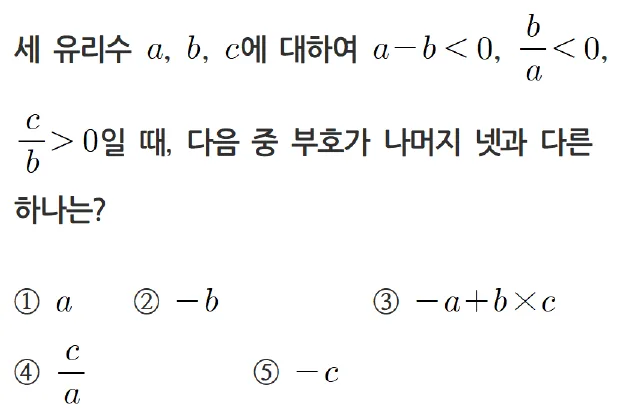 세 유리수 a, b, c에 대하여 a−b<0, b/a<0,
c/b>0일 때, 다음 중 부호가 나머지 넷과 다른
하나는?
① a ② −b ③ −a+b×c
④ c/a ⑤ −c